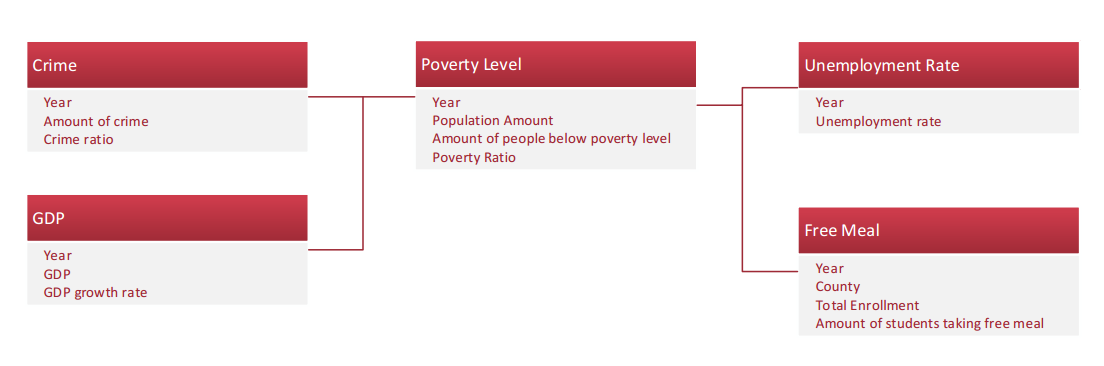 Crime
Year
Amount of crime
Crime ratio
GDP
Year
GDP
GDP growth rate
Poverty Level
Year
Population Amount
Amount of people below poverty level
Poverty Ratio
Unemployment Rate
Year
Unemployment rate
Free Meal
Year
County
Total Enrollment
Amount of students taking free meal